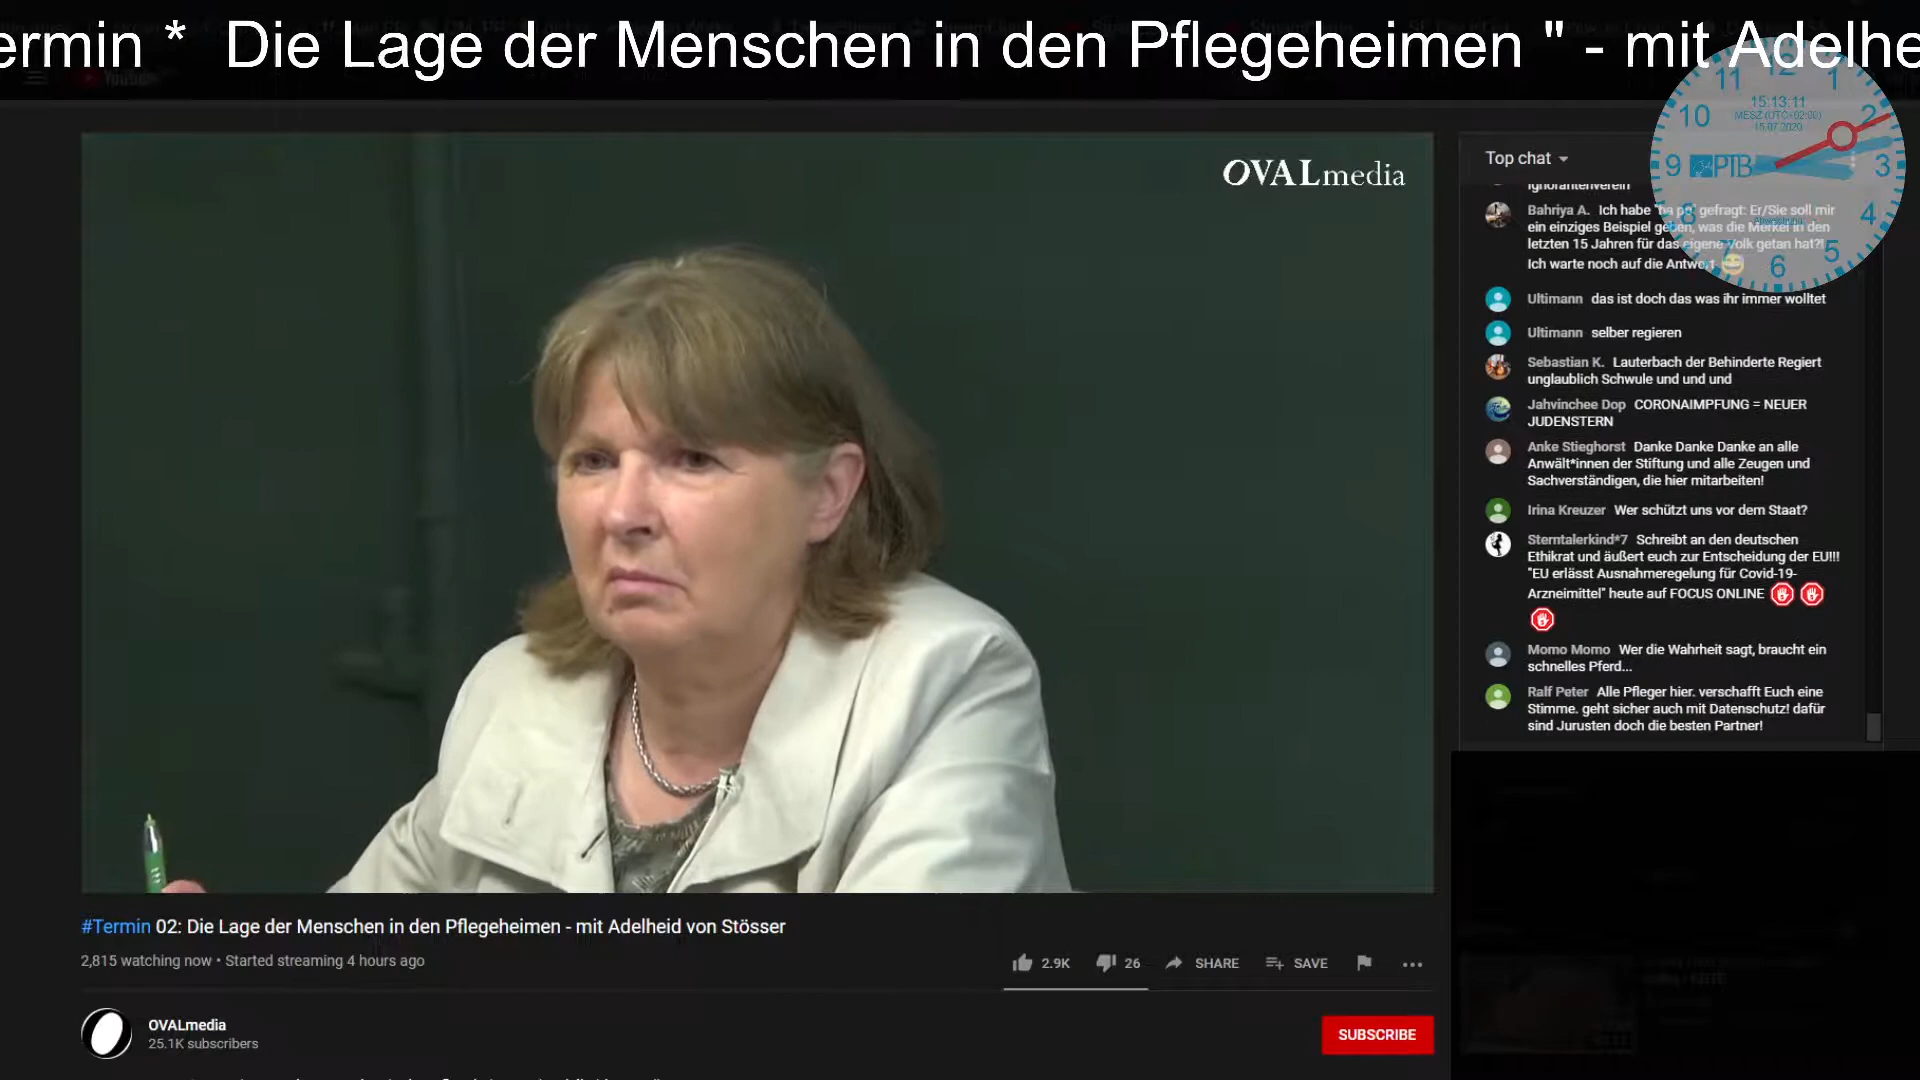 ermin *  Die Lage der Menschen in den Pflegeheimen " - mit Adelhe
OVALmedia
12
11
1
10
2
9
3
8
4
7
5
6
15:13:11
MESZ (UTC+02:00)
15.07.2020
PTB
Top chat
Ignorantenverein
Bahriya A. Ich habe "ha pe" gefragt: Er/Sie soll mir
ein einziges Beispiel geben, was die Merkel in den
letzten 15 Jahren für das eigene Volk getan hat?!
Ich warte noch auf die Antwort
Ultimann das ist doch das was ihr immer wolltet
Ultimann selber regieren
Sebastian K. Lauterbach der Behinderte Regiert
unglaublich Schwule und und und
Jahvinchee Dop CORONAIMPFUNG = NEUER
JUDENSTERN
Anke Stieghorst Danke Danke Danke an alle
Anwält*innen der Stiftung und alle Zeugen und
Sachverständigen, die hier mitarbeiten!
Irina Kreuzer Wer schützt uns vor dem Staat?
Sterntalerkind*7 Schreibt an den deutschen
Ethikrat und äußert euch zur Entscheidung der EU!!!
"EU erlässt Ausnahmeregelung für Covid-19-
Arzneimittel" heute auf FOCUS ONLINE
Momo Momo Wer die Wahrheit sagt, braucht ein
schnelles Pferd...
Ralf Peter Alle Pfleger hier. verschafft Euch eine
Stimme. geht sicher auch mit Datenschutz! dafür
sind Jurusten doch die besten Partner!
#Termin 02: Die Lage der Menschen in den Pflegeheimen - mit Adelheid von Stösser
2,815 watching now • Started streaming 4 hours ago
2.9K 26 SHARE SAVE
OVALmedia
25.1K subscribers
SUBSCRIBE